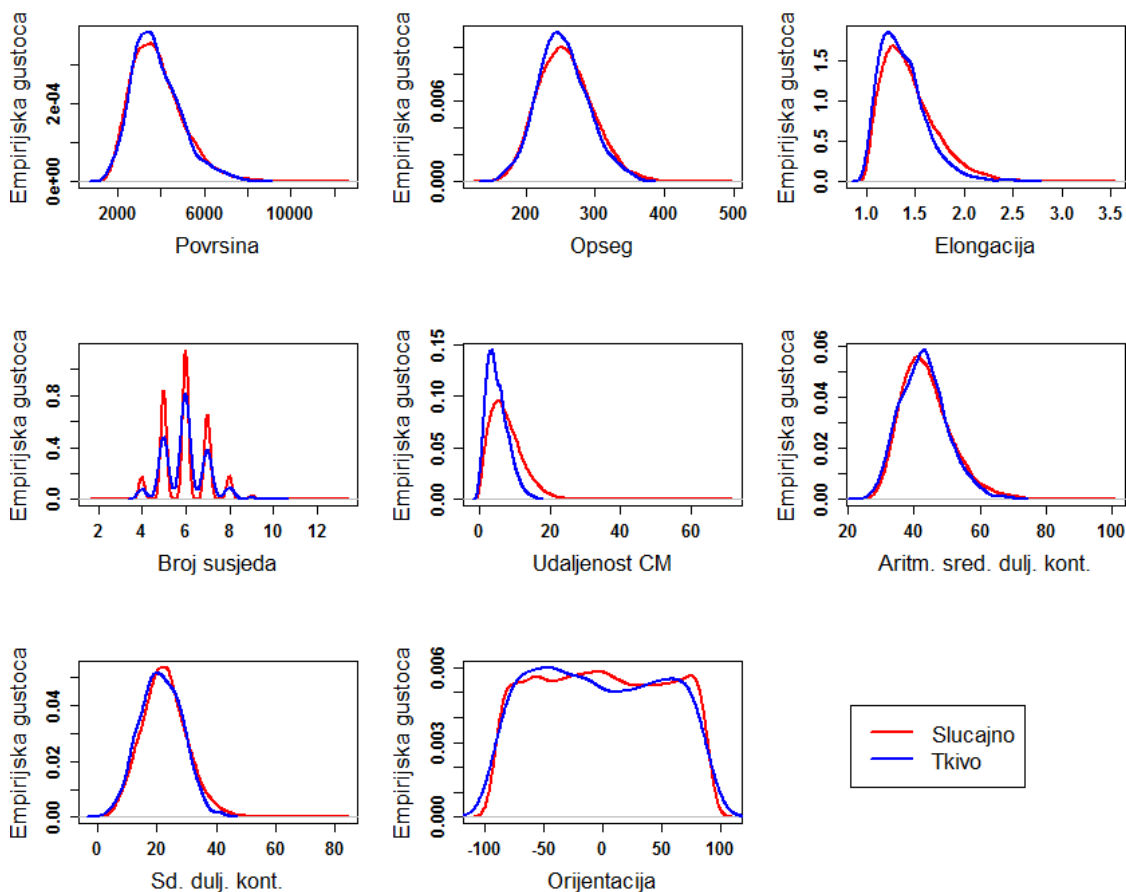 Empirijska gustoca
0e+00 2e-04
2000 6000 10000
Povrsina
Empirijska gustoca
0.000 0.006
200 300 400 500
Opseg
Empirijska gustoca
0.0 0.5 1.0 1.5
1.0 1.5 2.0 2.5 3.0 3.5
Elongacija
Empirijska gustoca
0.0 0.4 0.8
2 4 6 8 10 12
Broj susjeda
Empirijska gustoca
0.00 0.05 0.10 0.15
0 20 40 60
Udaljenost CM
Empirijska gustoca
0.00 0.02 0.04 0.06
20 40 60 80 100
Aritm. sred. dulj. kont.
Empirijska gustoca
0.00 0.02 0.04
0 20 40 60 80
Sd. dulj. kont.
Empirijska gustoca
0.000 0.003 0.006
-100 -50 0 50 100
Orijentacija
Slucajno
Tkivo